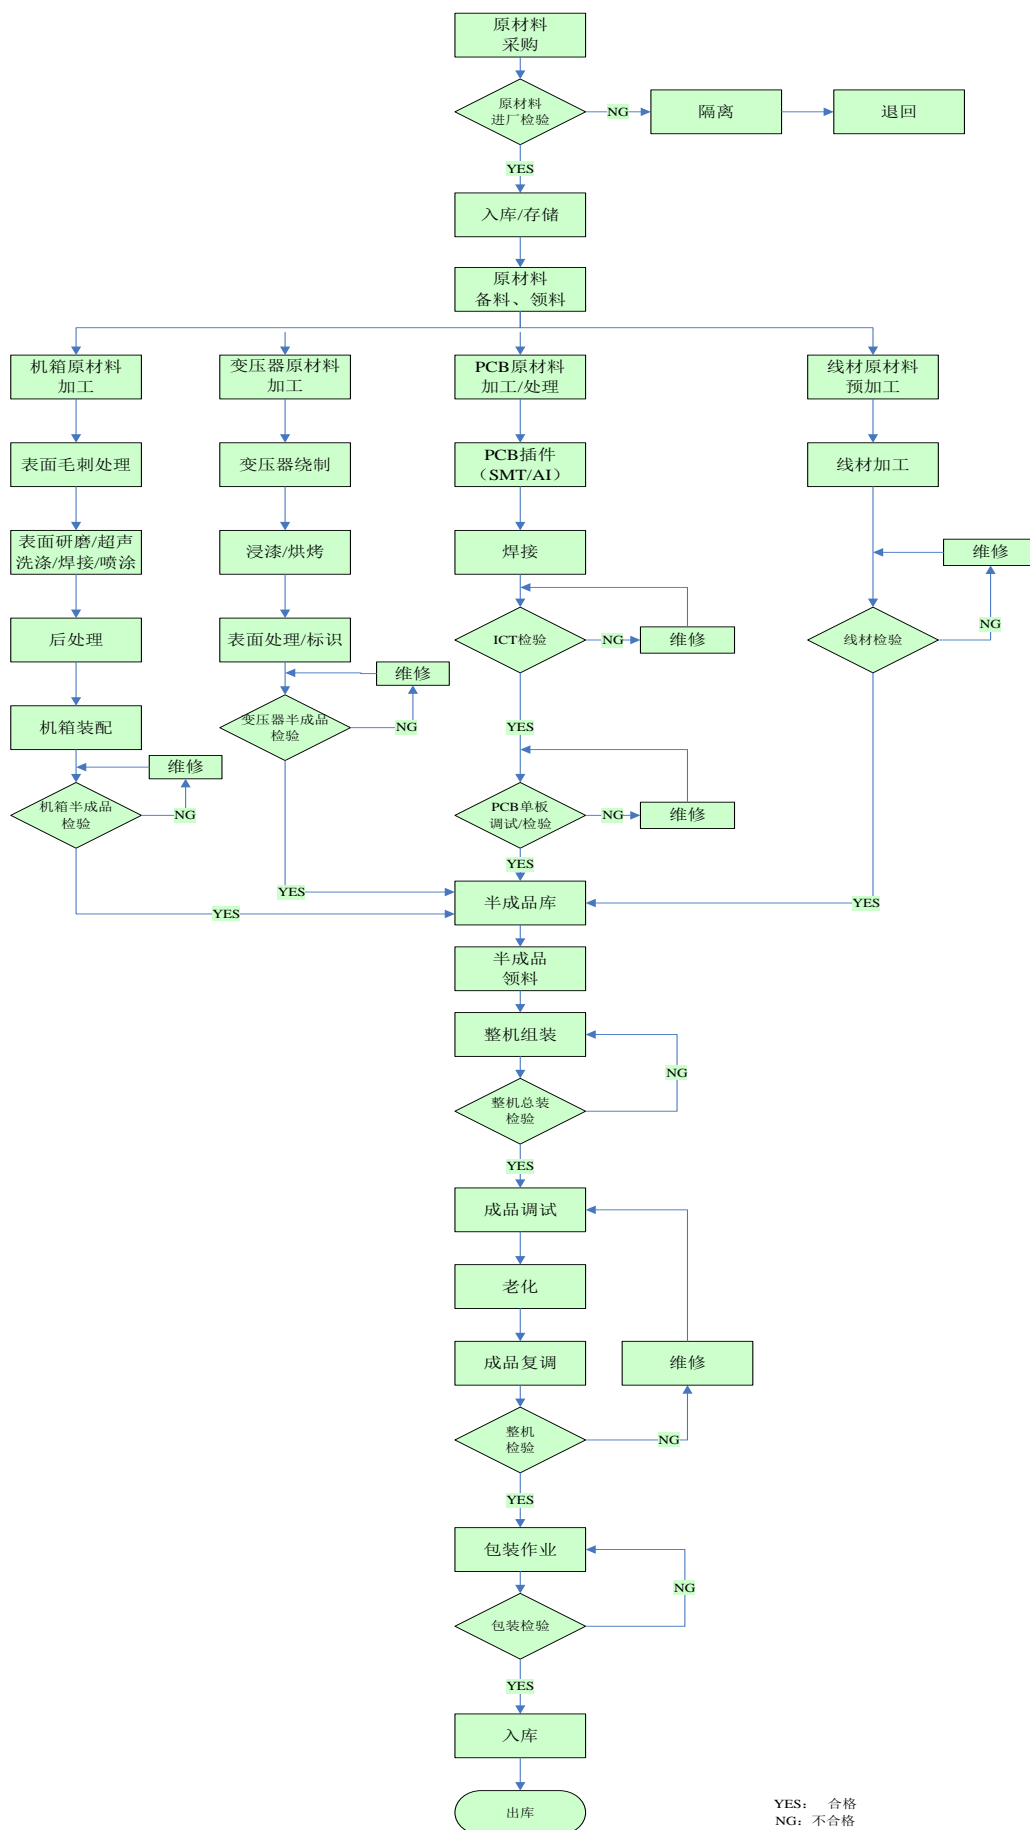 原材料
采购
原材料
进厂检验
NG
隔离
退回
YES
入库/存储
原材料
备料、领料
机箱原材料
加工
变压器原材料
加工
PCB原材料
加工/处理
线材原材料
预加工
表面毛刺处理
变压器绕制
PCB插件
（SMT/AI）
线材加工
表面研磨/超声
洗涤/焊接/喷涂
浸漆/烘烤
焊接
维修
后处理
表面处理/标识
ICT检验
NG
维修
线材检验
NG
维修
机箱装配
变压器半成品
检验
NG
YES
维修
机箱半成品
检验
NG
PCB单板
调试/检验
NG
维修
YES
YES
半成品库
YES
YES
半成品
领料
整机组装
NG
整机总装
检验
YES
成品调试
老化
成品复调
维修
整机
检验
NG
YES
包装作业
NG
包装检验
YES
入库
出库
YES： 合格
NG：不合格